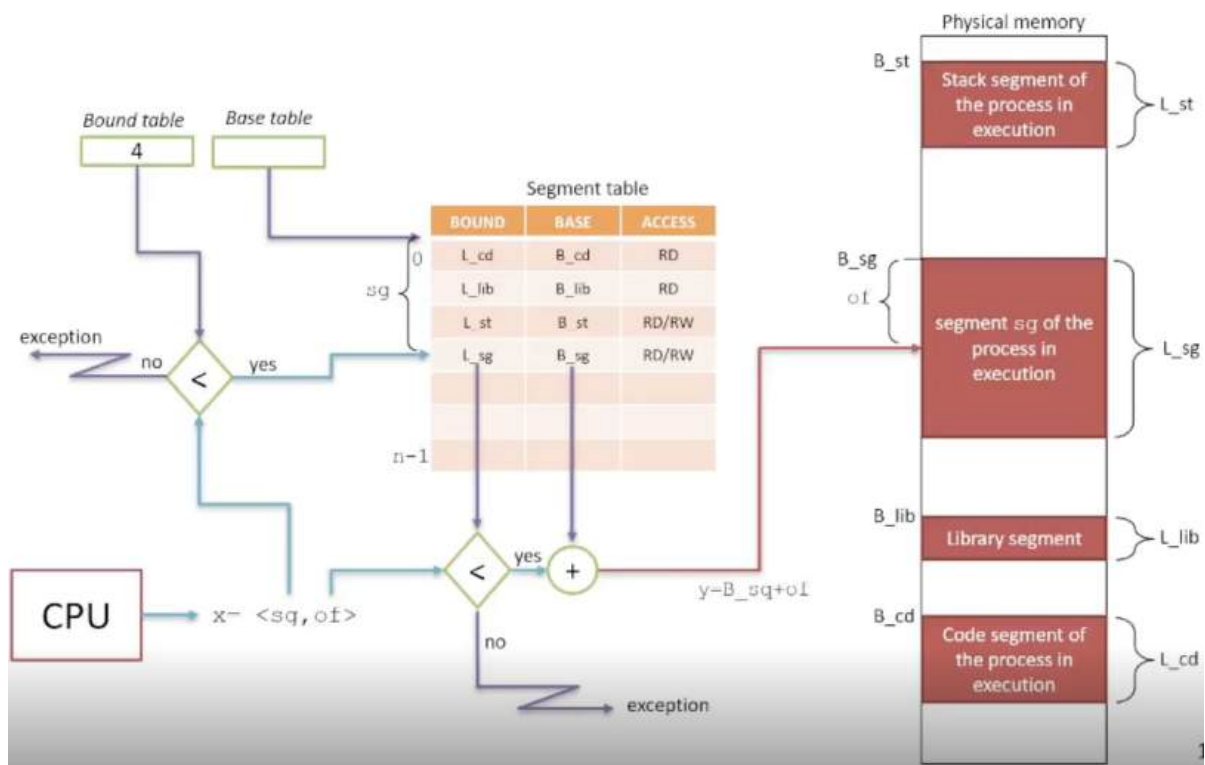 Physical memory
B_st
Stack segment of
the process in
execution
L_st
Bound table
Base table
4
Segment table
BOUND BASE ACCESS
0
L_cd B_cd RD
sg
L_lib B_lib RD
L_st B_st RD/RW
L_sg B_sg RD/RW
n-1
B_sg
of
segment sg of the
process in
execution
L_sg
exception
no
<
yes
B_lib
Library segment
L_lib
<
yes
+
y=B_sg+of
CPU
x= <sg,of>
no
exception
B_cd
Code segment of
the process in
execution
L_cd
1